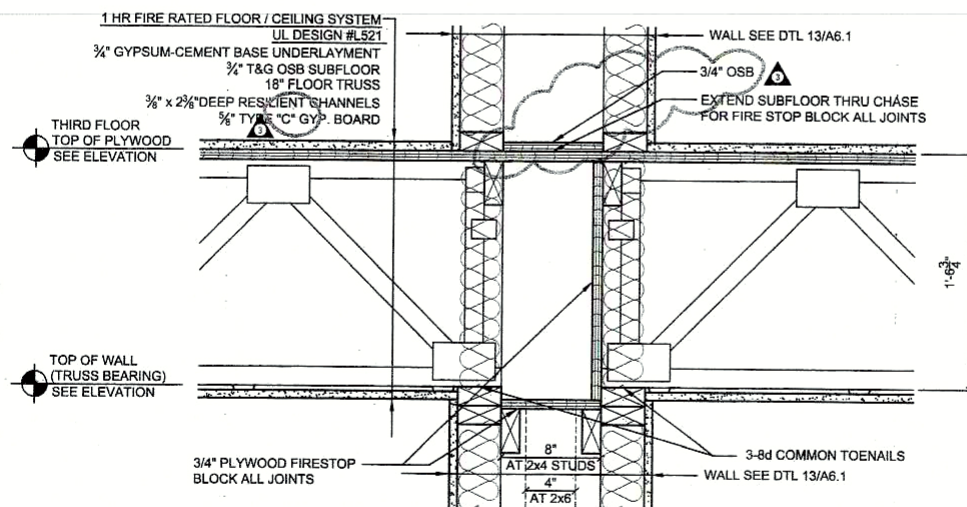 1 HR FIRE RATED FLOOR / CEILING SYSTEM
UL DESIGN #L521
¾" GYPSUM-CEMENT BASE UNDERLAYMENT
¾" T&G OSB SUBFLOOR
18" FLOOR TRUSS
⅜" x 2⅜"DEEP RESILIENT CHANNELS
⅝" TYPE "C" GYP. BOARD
3
WALL SEE DTL 13/A6.1
3/4" OSB
3
EXTEND SUBFLOOR THRU CHASE
FOR FIRE STOP BLOCK ALL JOINTS
THIRD FLOOR
TOP OF PLYWOOD
SEE ELEVATION
1'-6¾"
TOP OF WALL
(TRUSS BEARING)
SEE ELEVATION
3/4" PLYWOOD FIRESTOP
BLOCK ALL JOINTS
8"
AT 2x4 STUDS
4"
AT 2x6
3-8d COMMON TOENAILS
WALL SEE DTL 13/A6.1